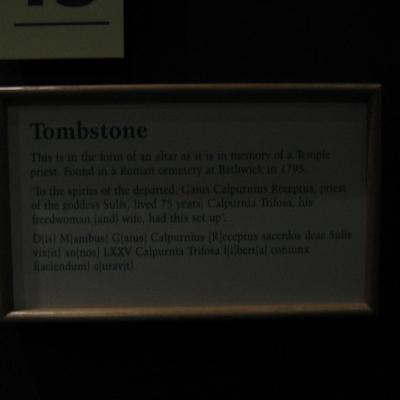 Tombstone
This is in the form of an altar as it is in memory of a Temple
priest. Found in a Roman cemetery at Bathwick in 1795.
'To the spirits of the departed, Gaius Calpurnius Receptus, priest
of the goddess Sulis, lived 75 years; Calpurnia Trifosa, his
freedwoman (and) wife, had this set up'.
D(is) M(anibus) G(aius) Calpurnius [R]eceptus sacerdos deae Sulis
vix(it) an(nos) LXXV Calpurnia Trifosa l(i)bert(a) coniunx
f(aciendum) c(uravit)